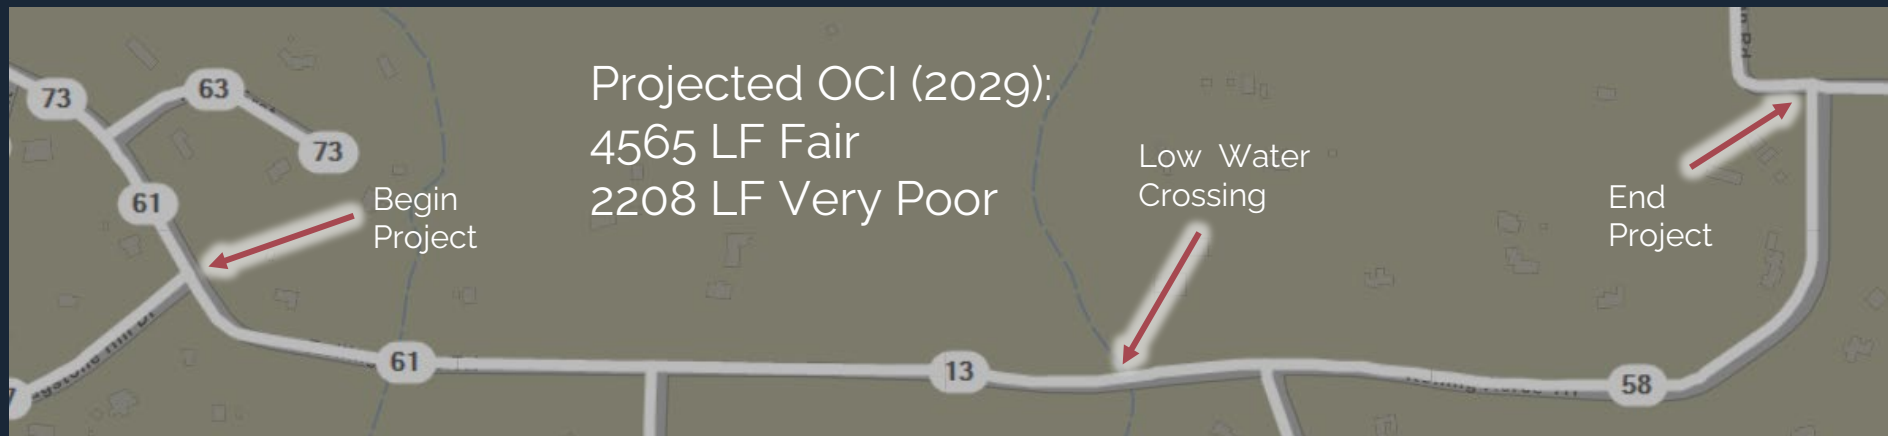 73
63
73
61
Begin
Project
Projected OCI (2029):
4565 LF Fair
2208 LF Very Poor
Low Water
Crossing
End
Project
61
13
58